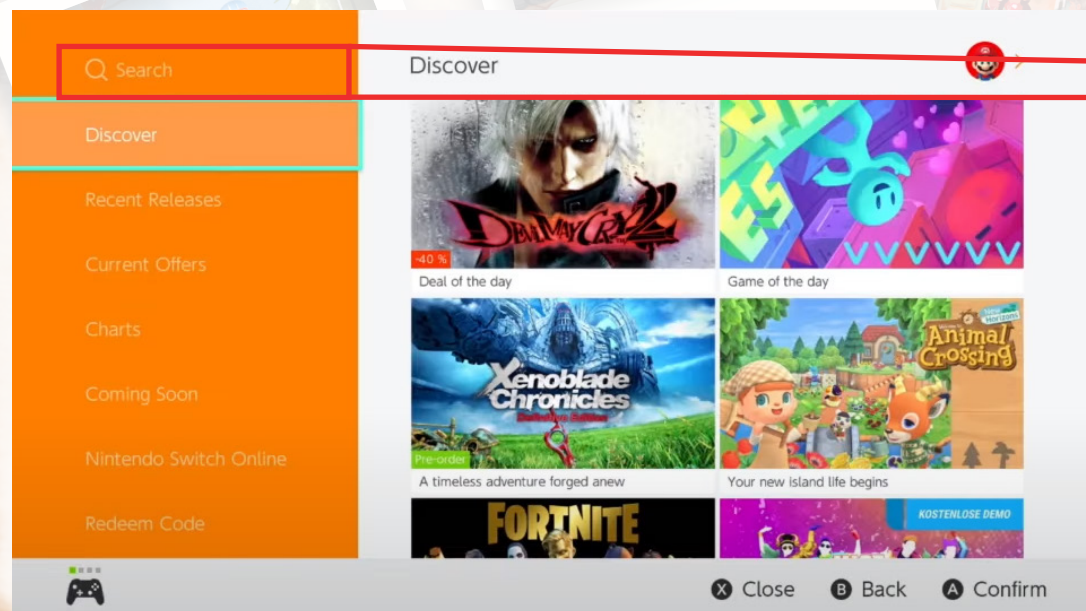 Search
Discover
Recent Releases
Current Offers
Charts
Coming Soon
Nintendo Switch Online
Redeem Code
Discover
DEVIL MAY CRY 2
-40 %
Deal of the day
VVVVVV
Game of the day
Xenoblade
Chronicles
Definitive Edition
Pre-order
A timeless adventure forged anew
New
Horizons
Animal
Crossing
Your new island life begins
FORTNITE
KOSTENLOSE DEMO
X Close
B Back
A Confirm